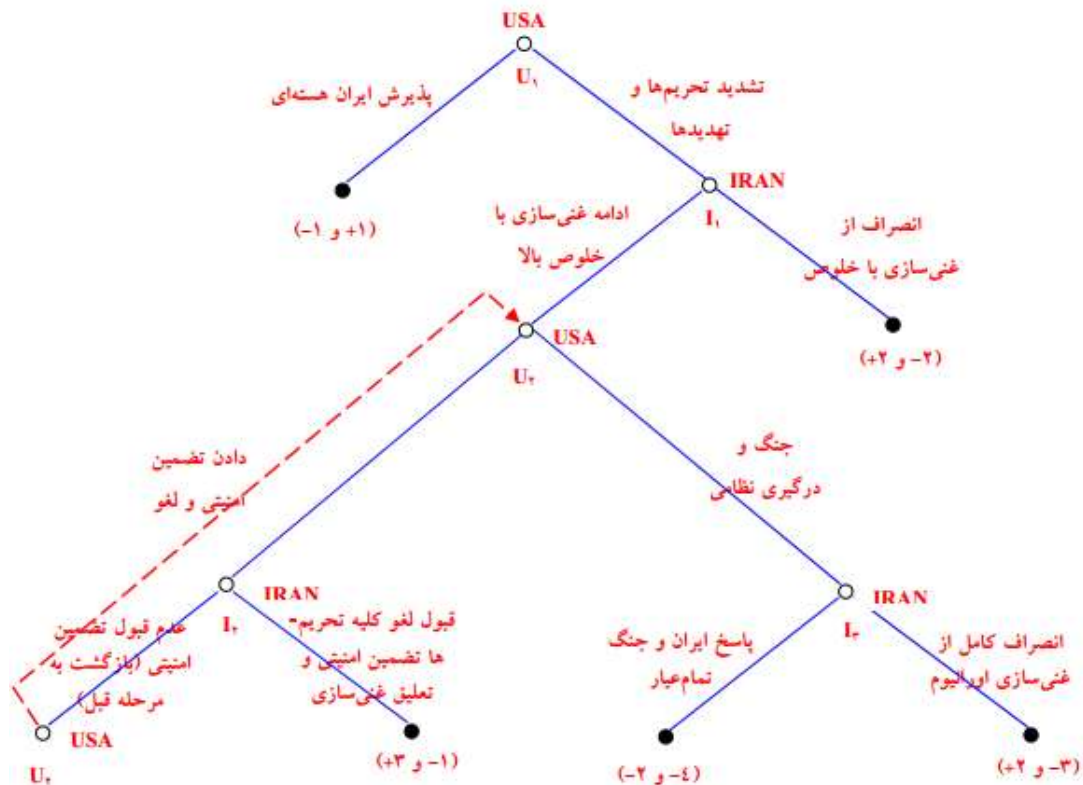 USA
U۱
پذیرش ایران هسته‌ای
تشدید تحریم‌ها و
تهدیدها
(-۱ و +۱)
IRAN
I۱
ادامه غنی‌سازی با
خلوص بالا
انصراف از
غنی‌سازی با خلوص
(+۲ و -۲)
USA
U۲
دادن تضمین
امنیتی و لغو
جنگ و
درگیری نظامی
IRAN
I۲
عدم قبول تضمین
امنیتی (بازگشت به
مرحله قبل)
قبول لغو کلیه تحریم-
ها تضمین امنیتی و
تعلیق غنی‌سازی
IRAN
I۳
پاسخ ایران و جنگ
تمام‌عیار
انصراف کامل از
غنی‌سازی اورانیوم
USA
U۲
(+۳ و -۱)
(-۲ و -٤)
(+۲ و -۳)